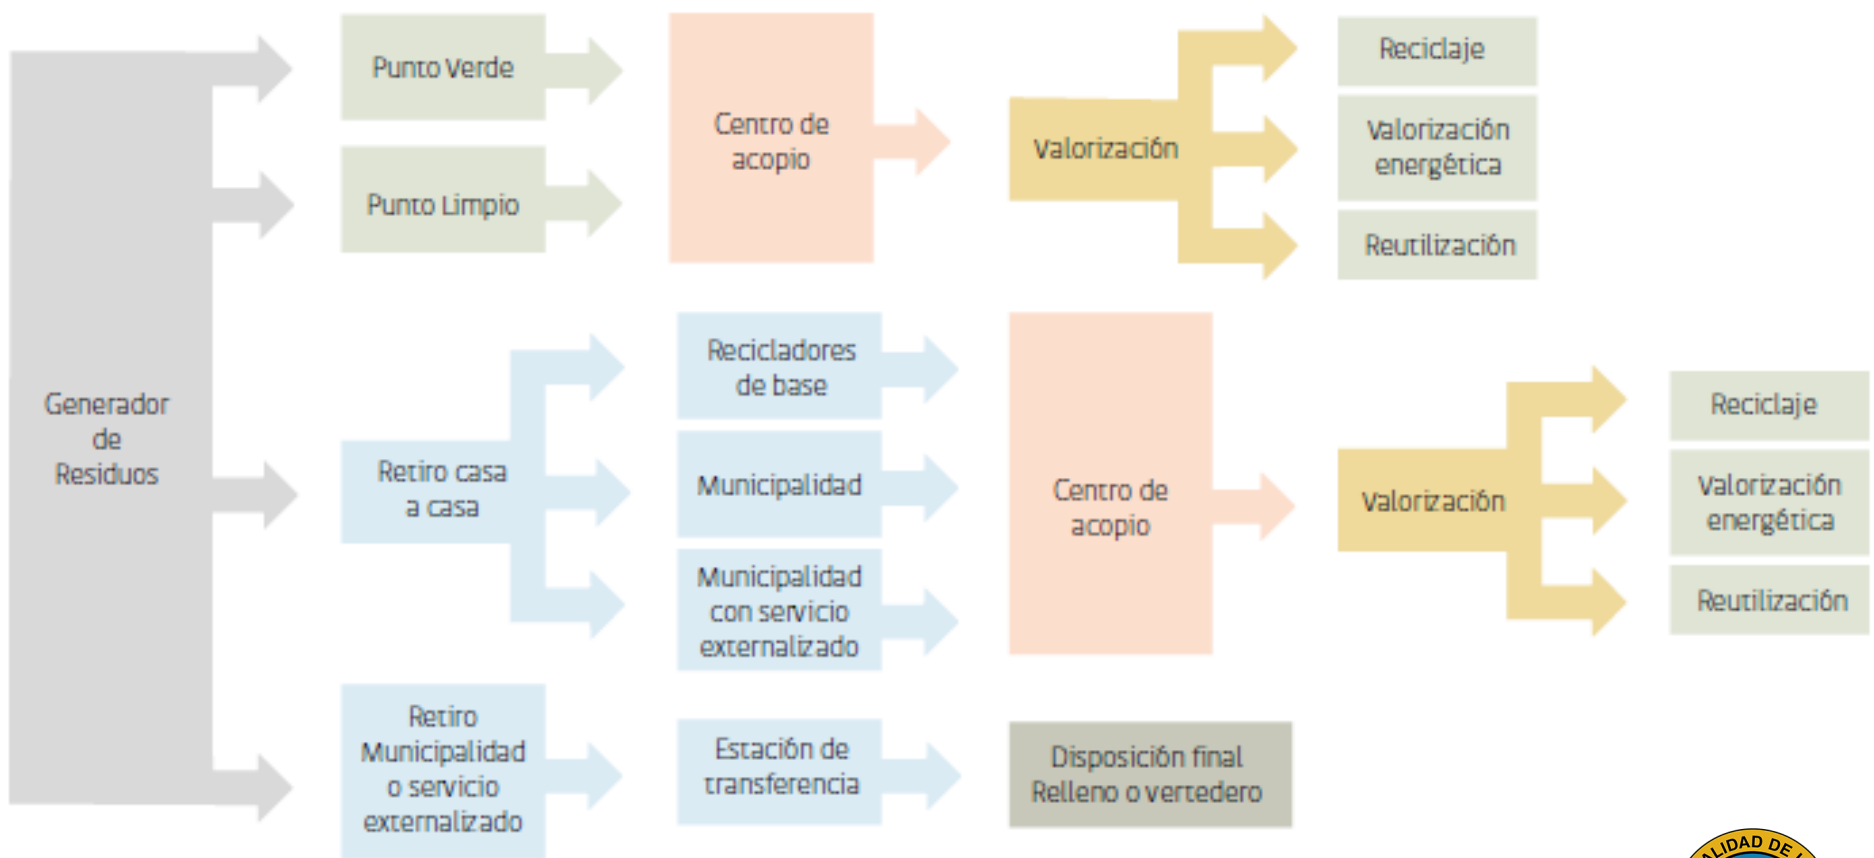 Punto Verde
Punto Limpio
Centro de
acopio
Valorización
Reciclaje
Valorización
energética
Reutilización
Generador
de
Residuos
Retiro casa
a casa
Recicladores
de base
Municipalidad
Municipalidad
con servicio
externalizado
Centro de
acopio
Valorización
Reciclaje
Valorización
energética
Reutilización
Retiro
Municipalidad
o servicio
externalizado
Estación de
transferencia
Disposición final
Relleno o vertedero